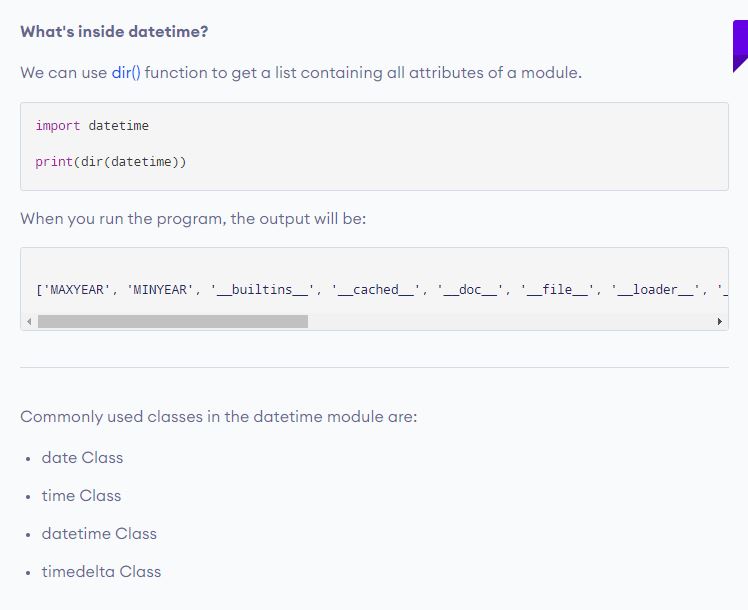 What's inside datetime?
We can use dir() function to get a list containing all attributes of a module.
import datetime
print(dir(datetime))
When you run the program, the output will be:
['MAXYEAR', 'MINYEAR', '__builtins__', '__cached__', '__doc__', '__file__', '__loader__', '_
Commonly used classes in the datetime module are:
• date Class
• time Class
• datetime Class
• timedelta Class